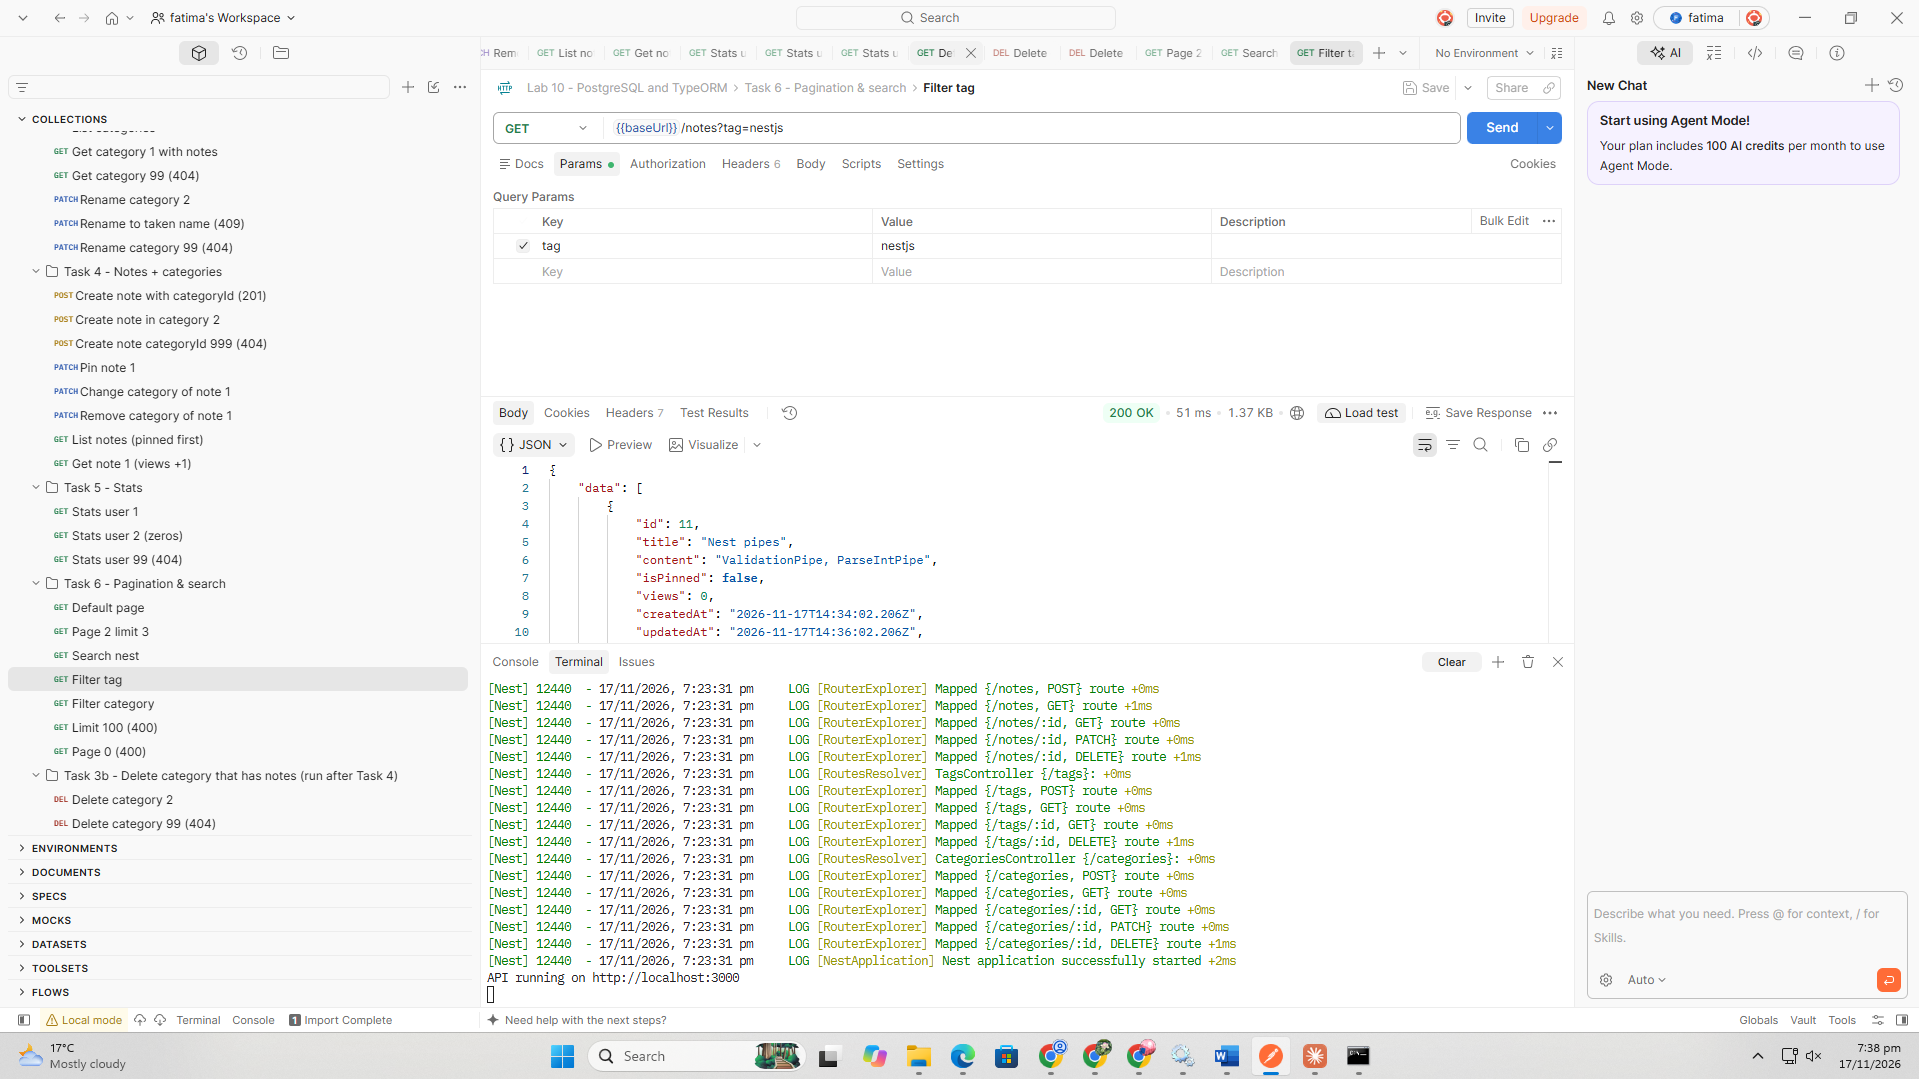 fatima's Workspace
Search
Invite
Upgrade
fatima
Rem
GET List no
GET Get no
GET Stats u
GET Stats u
GET Stats u
GET De
DEL Delete
DEL Delete
GET Page 2
GET Search
GET Filter t
No Environment
AI
Lab 10 - PostgreSQL and TypeORM > Task 6 - Pagination & search > Filter tag
Save
Share
GET
{{baseUrl}} /notes?tag=nestjs
Send
Docs
Params
Authorization
Headers 6
Body
Scripts
Settings
Cookies
Query Params
Key
Value
Description
Bulk Edit
tag
nestjs
Key
Value
Description
COLLECTIONS
List categories
GET Get category 1 with notes
GET Get category 99 (404)
PATCH Rename category 2
PATCH Rename to taken name (409)
PATCH Rename category 99 (404)
Task 4 - Notes + categories
POST Create note with categoryId (201)
POST Create note in category 2
POST Create note categoryId 999 (404)
PATCH Pin note 1
PATCH Change category of note 1
PATCH Remove category of note 1
GET List notes (pinned first)
GET Get note 1 (views +1)
Task 5 - Stats
GET Stats user 1
GET Stats user 2 (zeros)
GET Stats user 99 (404)
Task 6 - Pagination & search
GET Default page
GET Page 2 limit 3
GET Search nest
GET Filter tag
GET Filter category
GET Limit 100 (400)
GET Page 0 (400)
Task 3b - Delete category that has notes (run after Task 4)
DEL Delete category 2
DEL Delete category 99 (404)
ENVIRONMENTS
DOCUMENTS
SPECS
MOCKS
DATASETS
TOOLSETS
FLOWS
Body
Cookies
Headers 7
Test Results
200 OK
51 ms
1.37 KB
Load test
e.g. Save Response
{ } JSON
Preview
Visualize
1 {
2 "data": [
3 {
4 "id": 11,
5 "title": "Nest pipes",
6 "content": "ValidationPipe, ParseIntPipe",
7 "isPinned": false,
8 "views": 0,
9 "createdAt": "2026-11-17T14:34:02.206Z",
10 "updatedAt": "2026-11-17T14:36:02.206Z",
Console
Terminal
Issues
Clear
[Nest] 12440 - 17/11/2026, 7:23:31 pm LOG [RouterExplorer] Mapped {/notes, POST} route +0ms
[Nest] 12440 - 17/11/2026, 7:23:31 pm LOG [RouterExplorer] Mapped {/notes, GET} route +1ms
[Nest] 12440 - 17/11/2026, 7:23:31 pm LOG [RouterExplorer] Mapped {/notes/:id, GET} route +0ms
[Nest] 12440 - 17/11/2026, 7:23:31 pm LOG [RouterExplorer] Mapped {/notes/:id, PATCH} route +0ms
[Nest] 12440 - 17/11/2026, 7:23:31 pm LOG [RouterExplorer] Mapped {/notes/:id, DELETE} route +1ms
[Nest] 12440 - 17/11/2026, 7:23:31 pm LOG [RoutesResolver] TagsController {/tags}: +0ms
[Nest] 12440 - 17/11/2026, 7:23:31 pm LOG [RouterExplorer] Mapped {/tags, POST} route +0ms
[Nest] 12440 - 17/11/2026, 7:23:31 pm LOG [RouterExplorer] Mapped {/tags, GET} route +0ms
[Nest] 12440 - 17/11/2026, 7:23:31 pm LOG [RouterExplorer] Mapped {/tags/:id, GET} route +0ms
[Nest] 12440 - 17/11/2026, 7:23:31 pm LOG [RouterExplorer] Mapped {/tags/:id, DELETE} route +1ms
[Nest] 12440 - 17/11/2026, 7:23:31 pm LOG [RoutesResolver] CategoriesController {/categories}: +0ms
[Nest] 12440 - 17/11/2026, 7:23:31 pm LOG [RouterExplorer] Mapped {/categories, POST} route +0ms
[Nest] 12440 - 17/11/2026, 7:23:31 pm LOG [RouterExplorer] Mapped {/categories, GET} route +0ms
[Nest] 12440 - 17/11/2026, 7:23:31 pm LOG [RouterExplorer] Mapped {/categories/:id, GET} route +0ms
[Nest] 12440 - 17/11/2026, 7:23:31 pm LOG [RouterExplorer] Mapped {/categories/:id, PATCH} route +0ms
[Nest] 12440 - 17/11/2026, 7:23:31 pm LOG [RouterExplorer] Mapped {/categories/:id, DELETE} route +1ms
[Nest] 12440 - 17/11/2026, 7:23:31 pm LOG [NestApplication] Nest application successfully started +2ms
API running on http://localhost:3000
New Chat
Start using Agent Mode!
Your plan includes 100 AI credits per month to use
Agent Mode.
Describe what you need. Press @ for context, / for
Skills.
Auto
Local mode
Terminal
Console
1 Import Complete
Need help with the next steps?
Globals
Vault
Tools
17°C
Mostly cloudy
Search
7:38 pm
17/11/2026